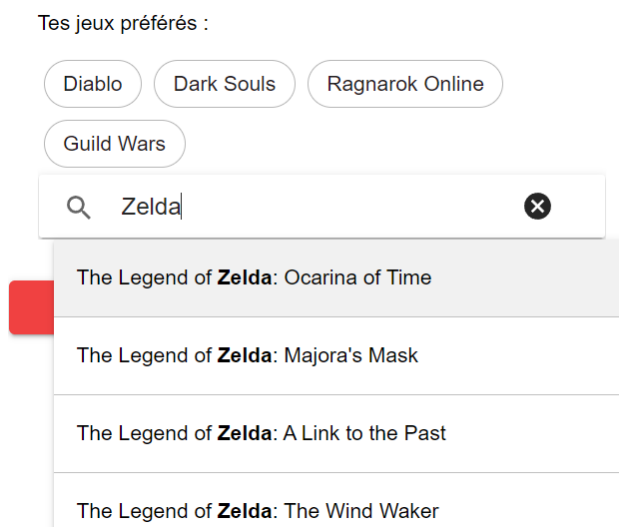 Tes jeux préférés :
Diablo Dark Souls Ragnarok Online
Guild Wars
Zelda
The Legend of Zelda: Ocarina of Time
The Legend of Zelda: Majora's Mask
The Legend of Zelda: A Link to the Past
The Legend of Zelda: The Wind Waker